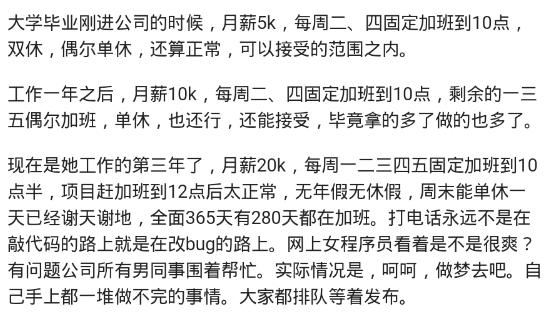 大学毕业刚进公司的时候，月薪5k，每周二、四固定加班到10点，
双休，偶尔单休，还算正常，可以接受的范围之内。
工作一年之后，月薪10k，每周二、四固定加班到10点，剩余的一三
五偶尔加班，单休，也还行，还能接受，毕竟拿的多了做的也多了。
现在是她工作的第三年了，月薪20k，每周一二三四五固定加班到10
点半，项目赶加班到12点后太正常，无年假无休假，周末能单休一
天已经谢天谢地，全面365天有280天都在加班。打电话永远不是在
敲代码的路上就是在改bug的路上。网上女程序员看着是不是很爽？
有问题公司所有男同事围着帮忙。实际情况是，呵呵，做梦去吧。自
己手上都一堆做不完的事情。大家都排队等着发布。